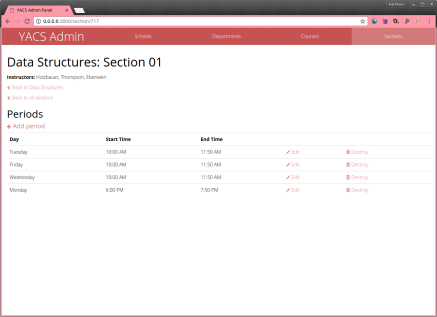 YACS Admin Panel
0.0.0.0:3000/section/717
YACS Admin
Schools
Departments
Courses
Sections
Data Structures: Section 01
Instructors: Holzbauer, Thompson, Eberwein
Back to Data Structures
Back to all sections
Periods
Add period
Day Start Time End Time
Tuesday 10:00 AM 11:50 AM Edit Destroy
Friday 10:00 AM 11:50 AM Edit Destroy
Wednesday 10:00 AM 11:50 AM Edit Destroy
Monday 6:00 PM 7:50 PM Edit Destroy